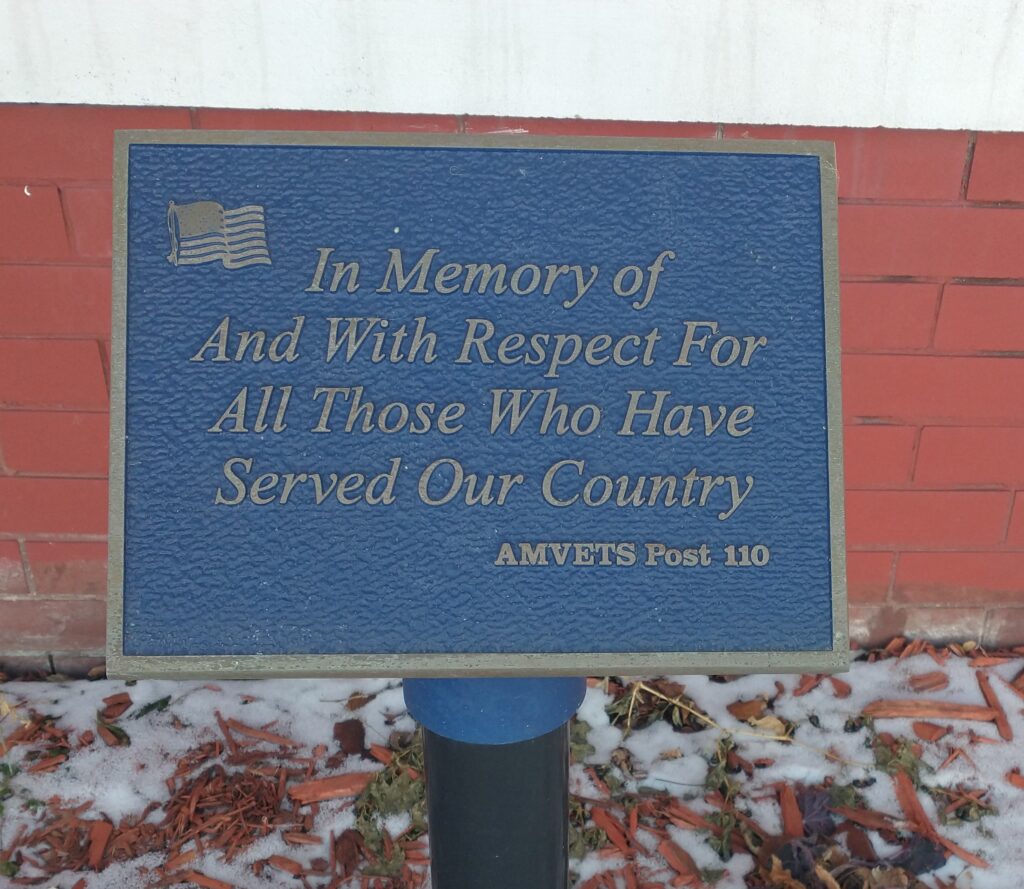 In Memory of
And With Respect For
All Those Who Have
Served Our Country
AMVETS Post 110